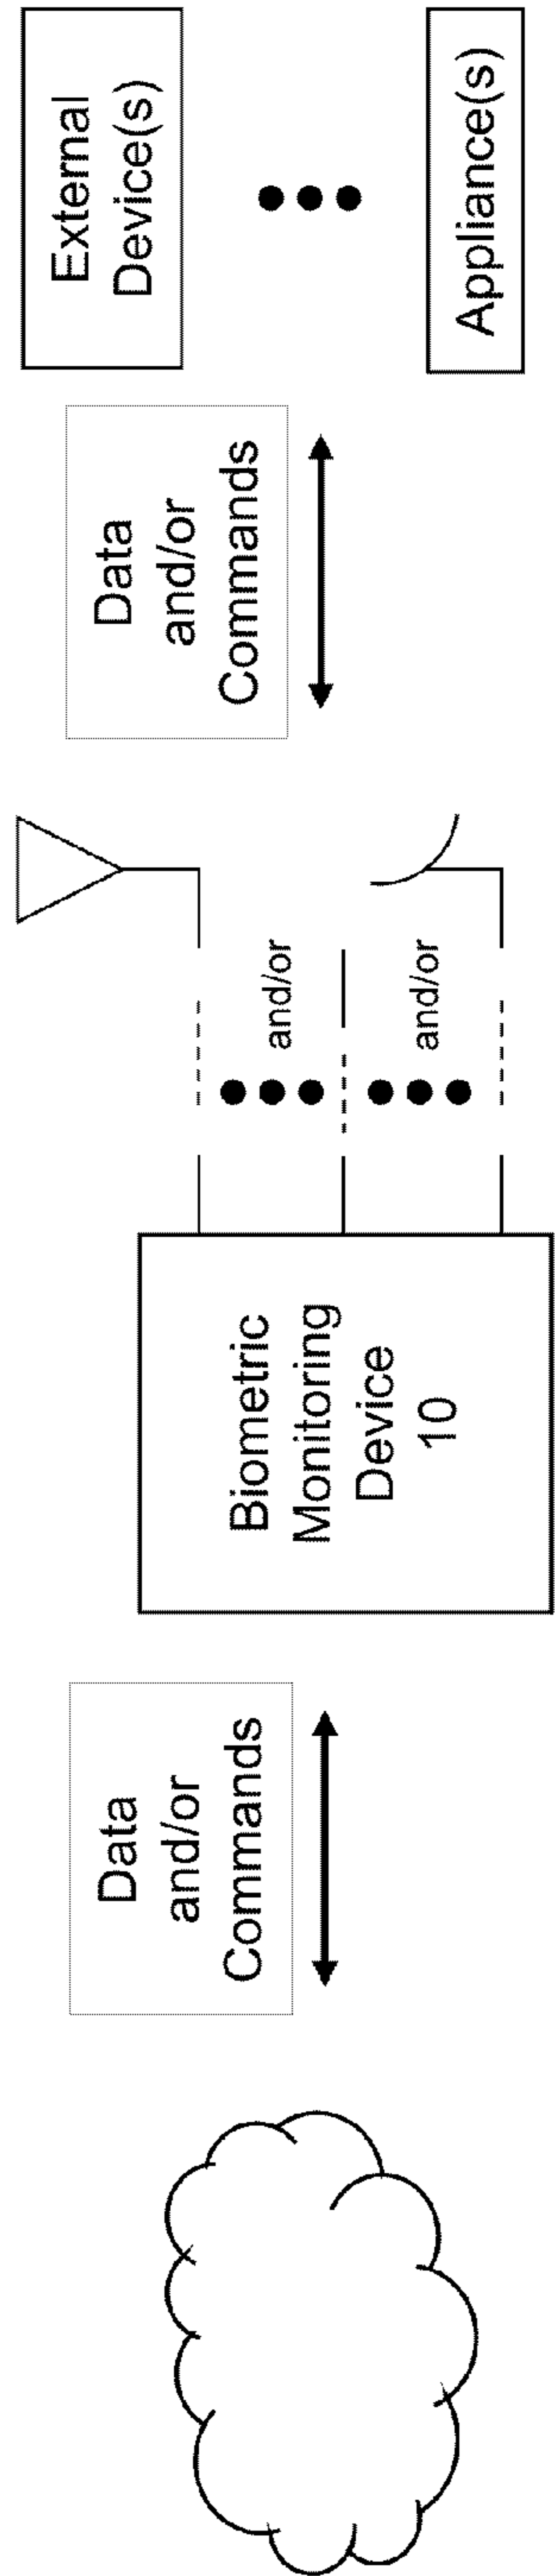 Data
and/or
Commands
Biometric
Monitoring
Device
10
and/or
and/or
Data
and/or
Commands
External
Device(s)
Appliance(s)